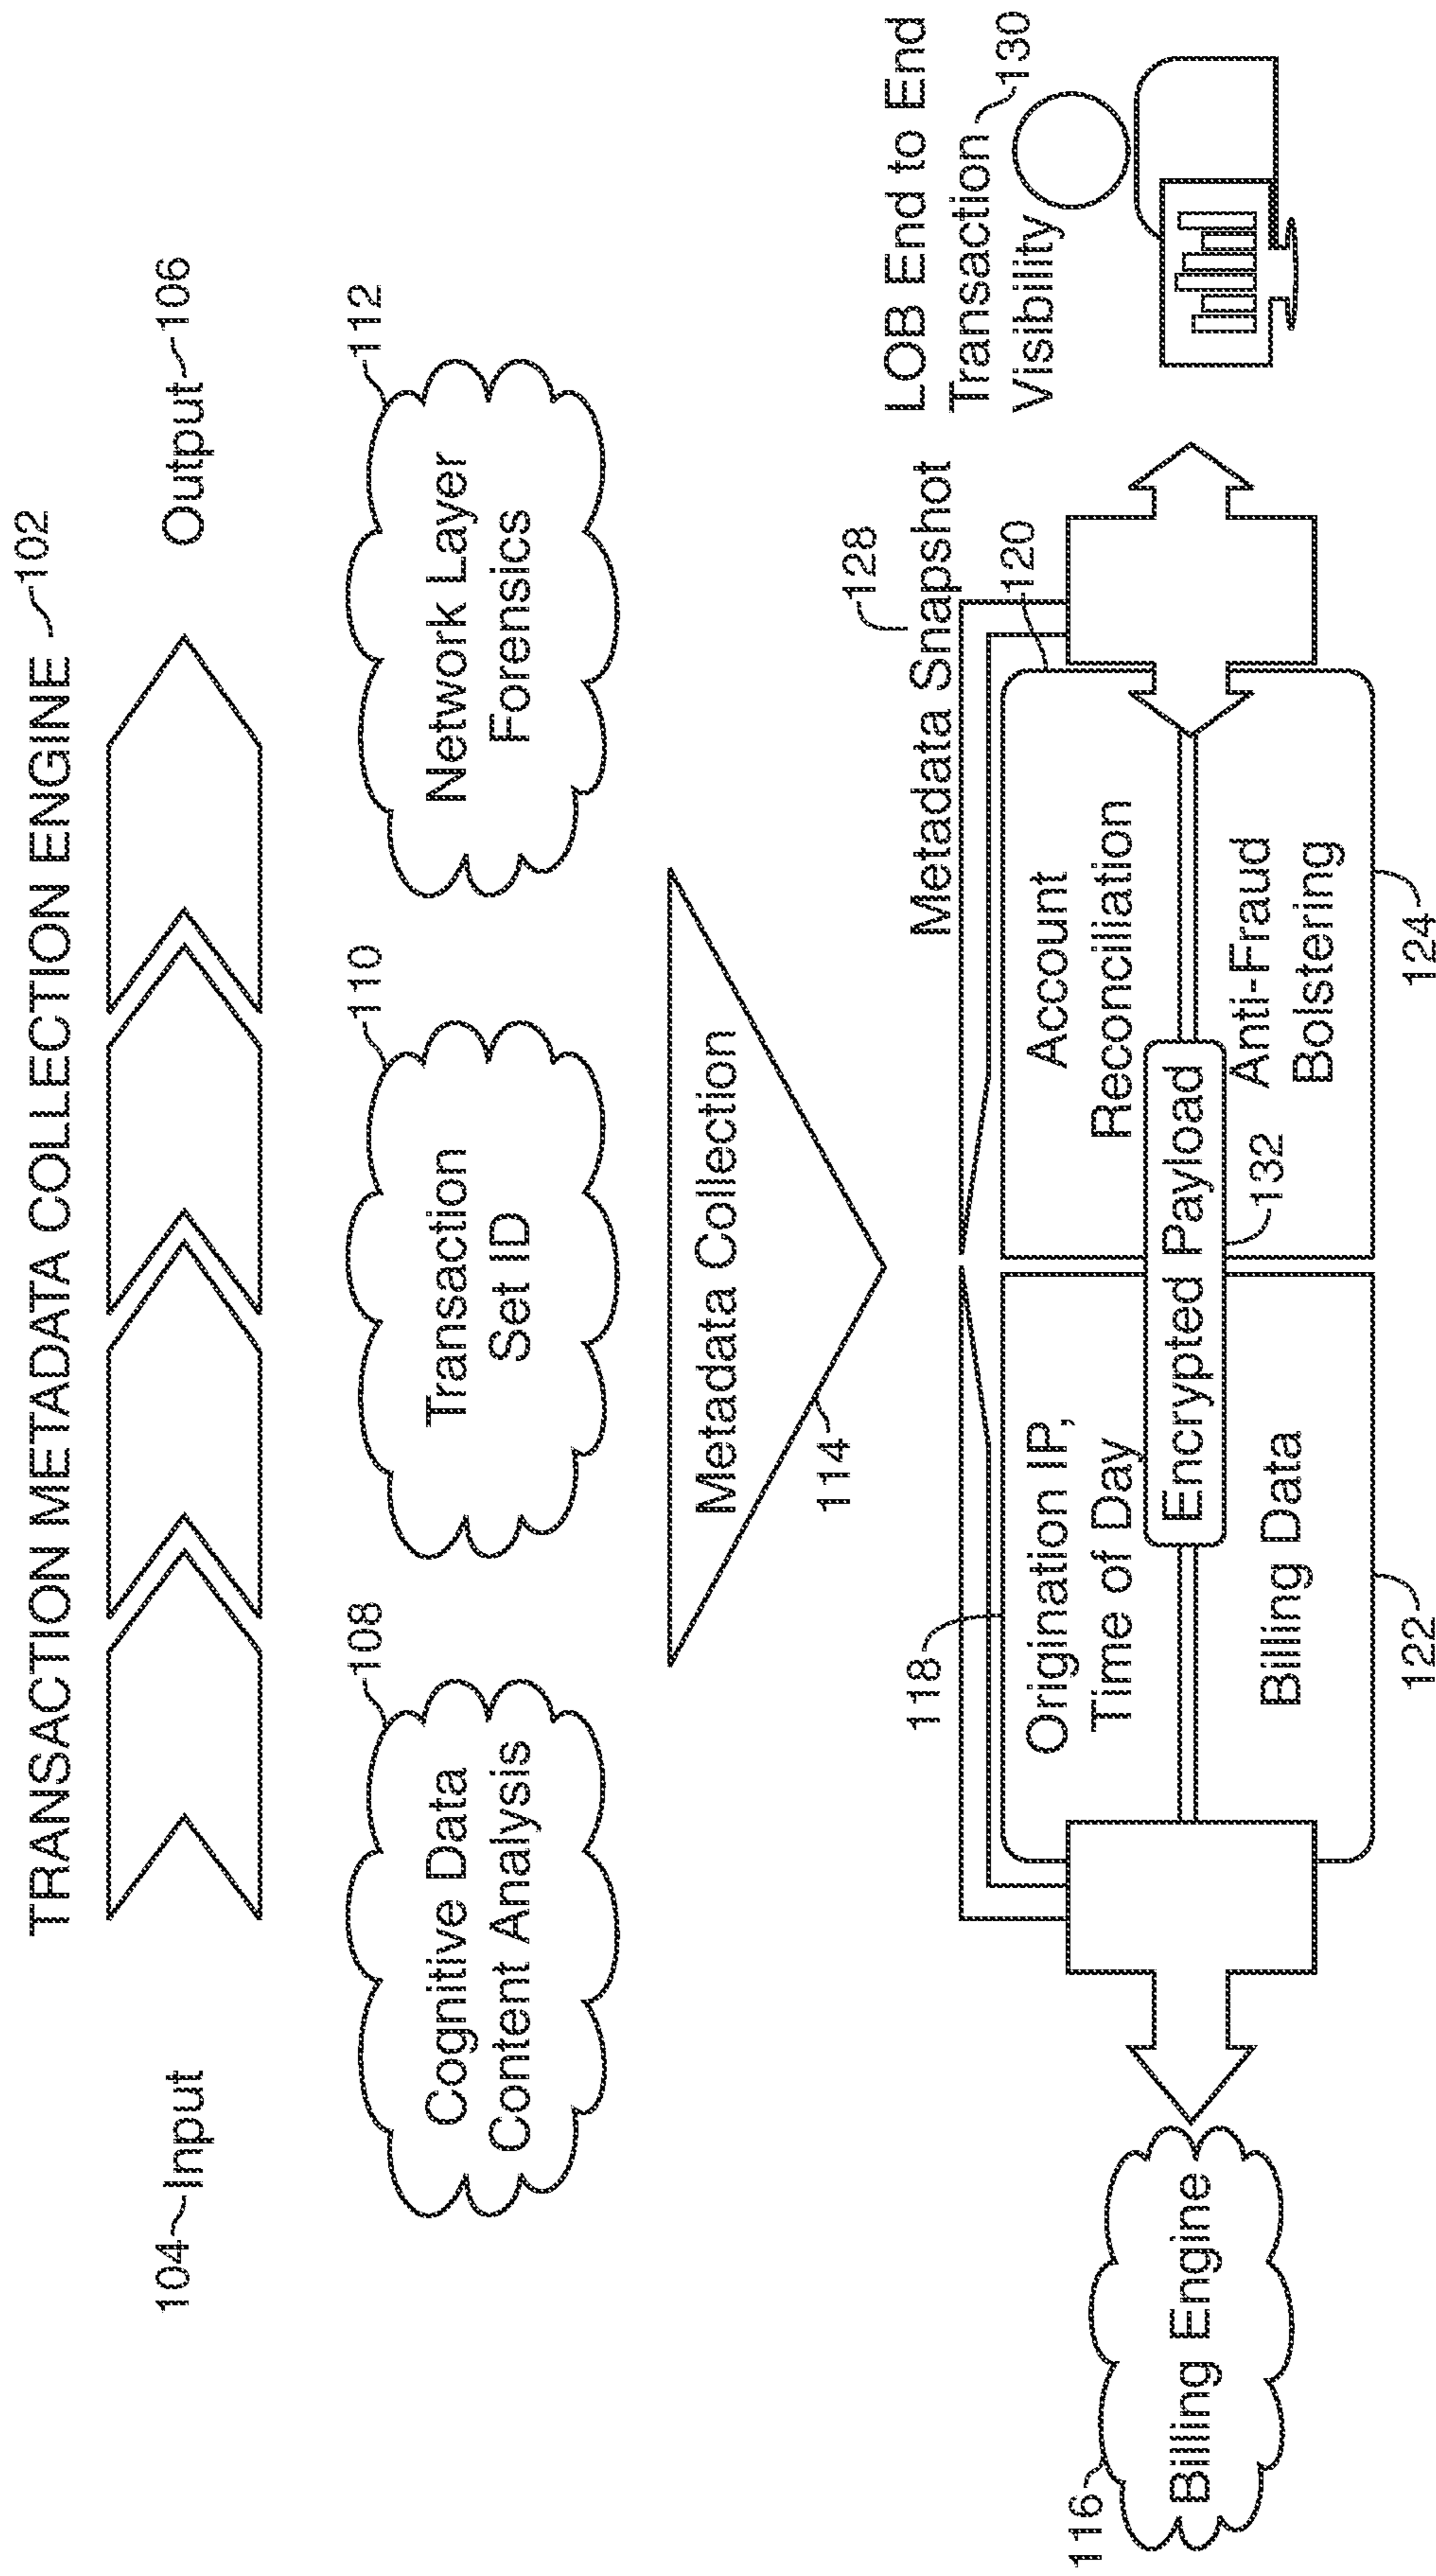 TRANSACTION METADATA COLLECTION ENGINE 102
104 Input
Output 106
108
Cognitive Data
Content Analysis
110
Transaction
Set ID
112
Network Layer
Forensics
Metadata Collection
114
128
Metadata Snapshot
LOB End to End
Transaction 130
Visibility
118
Origination IP,
Time of Day
120
Account
Reconciliation
116
Billing Engine
Encrypted Payload
132
Billing Data
122
Anti-Fraud
Bolstering
124